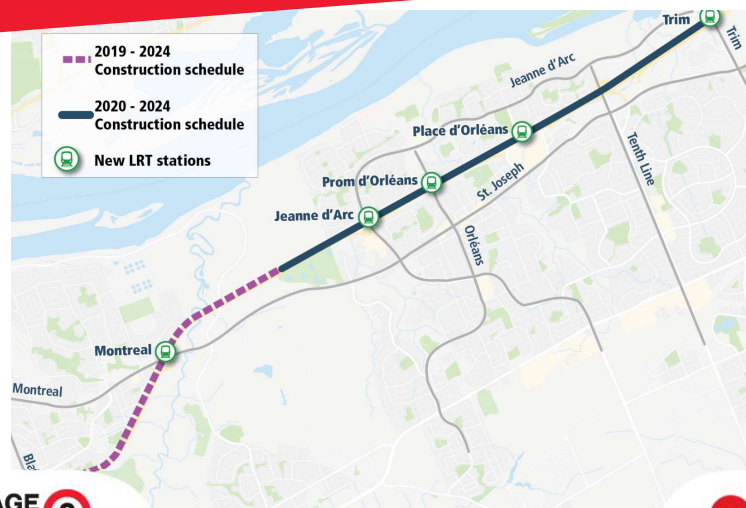 2019 - 2024
Construction schedule
2020 - 2024
Construction schedule
New LRT stations
Trim
Trim
Jeanne d'Arc
Place d'Orléans
Tenth Line
Prom d'Orléans
St. Joseph
Jeanne d'Arc
Orléans
Montreal
Montreal